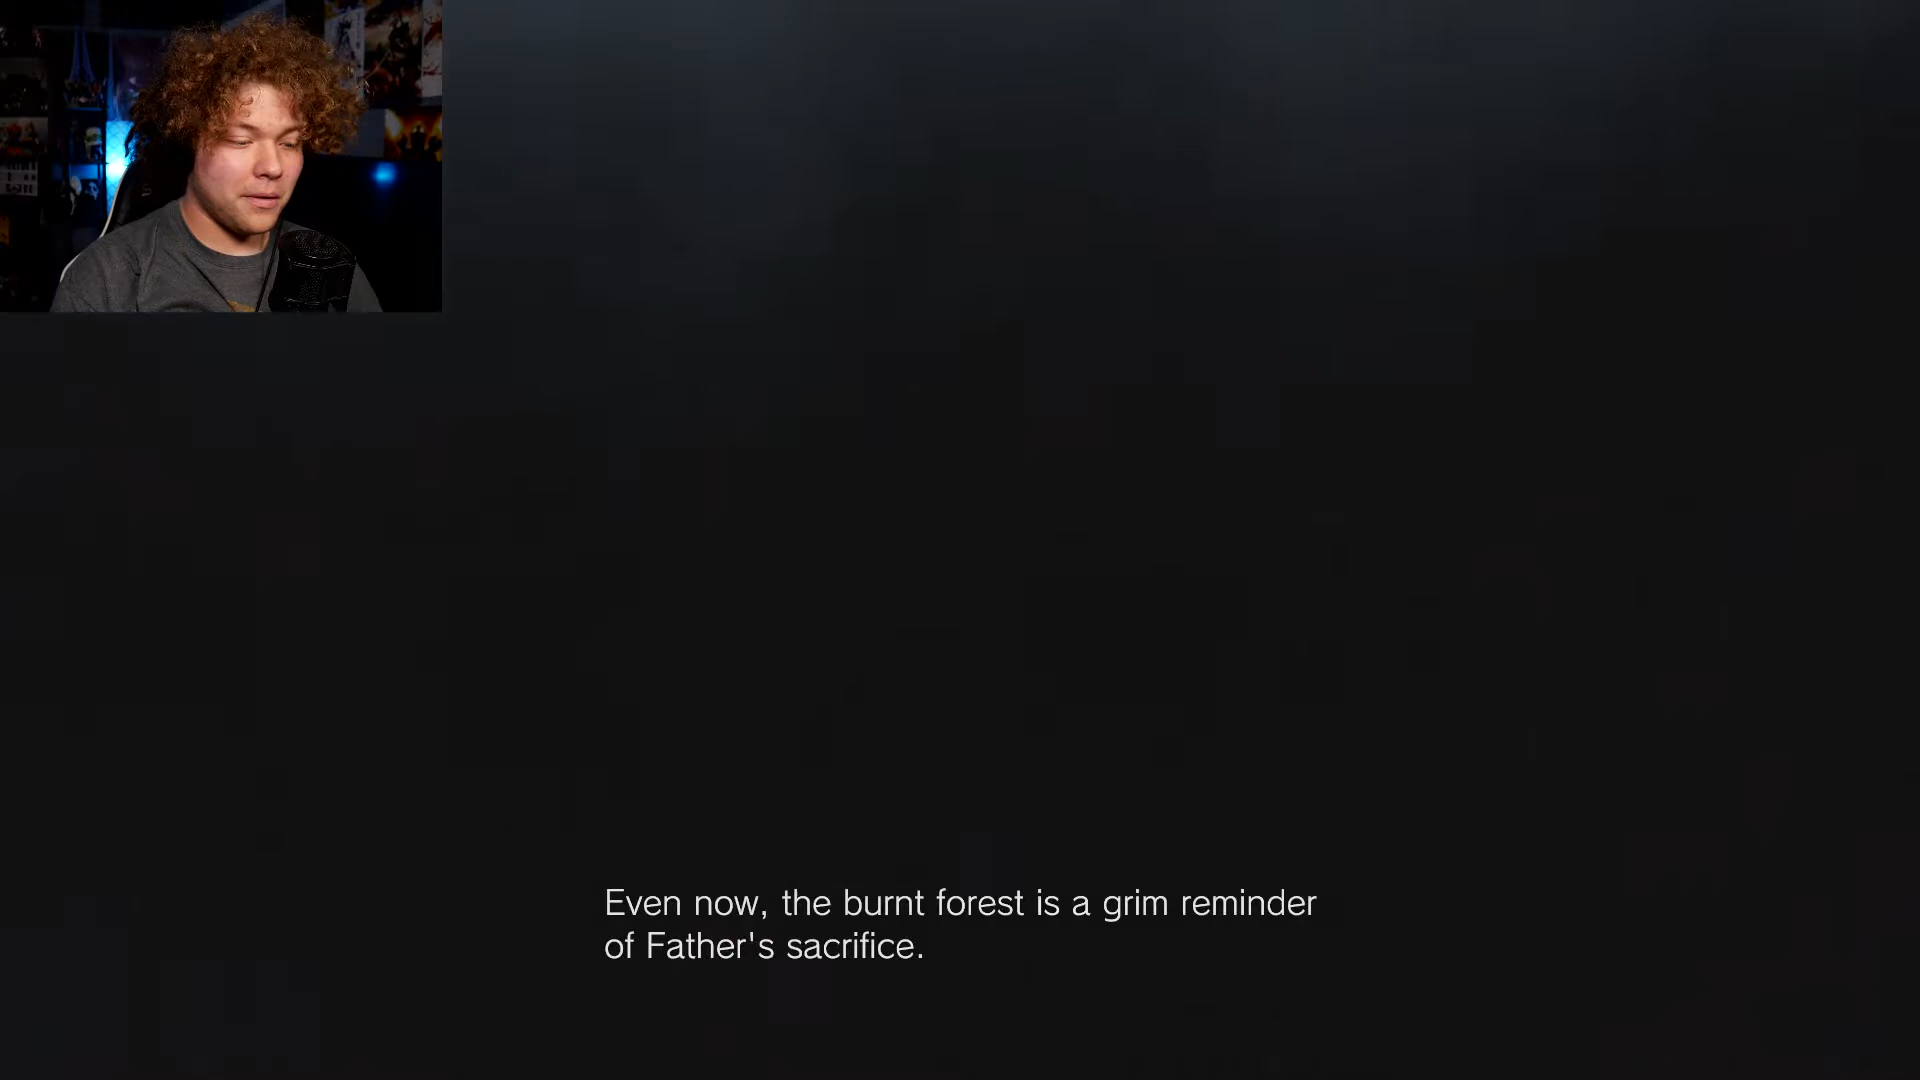 Even now, the burnt forest is a grim reminder
of Father's sacrifice.